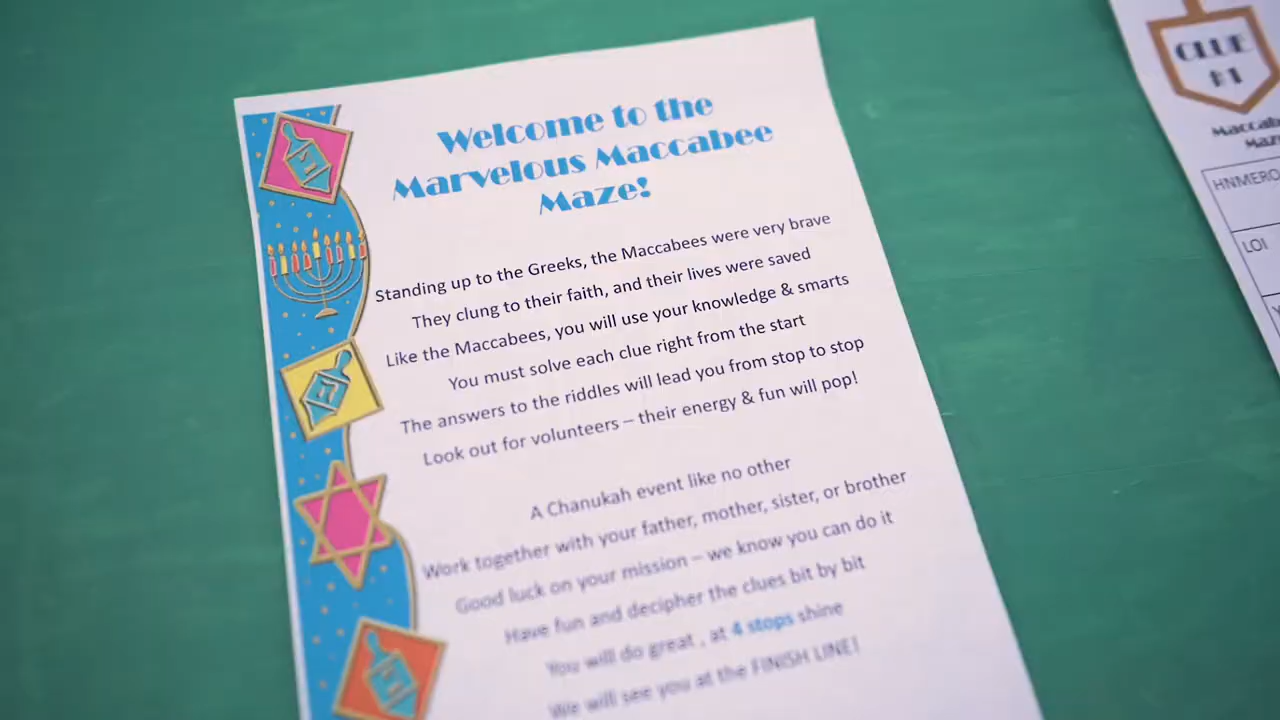 Welcome to the
Marvelous Maccabee
Maze!
Standing up to the Greeks, the Maccabees were very brave
They clung to their faith, and their lives were saved
Like the Maccabees, you will use your knowledge & smarts
You must solve each clue right from the start
The answers to the riddles will lead you from stop to stop
Look out for volunteers – their energy & fun will pop!
A Chanukah event like no other
Work together with your father, mother, sister, or brother
Good luck on your mission – we know you can do it
Have fun and decipher the clues bit by bit
You will do great , at 4 stops shine
We will see you at the FINISH LINE!
CLUE
#1
HNMERO
LOI